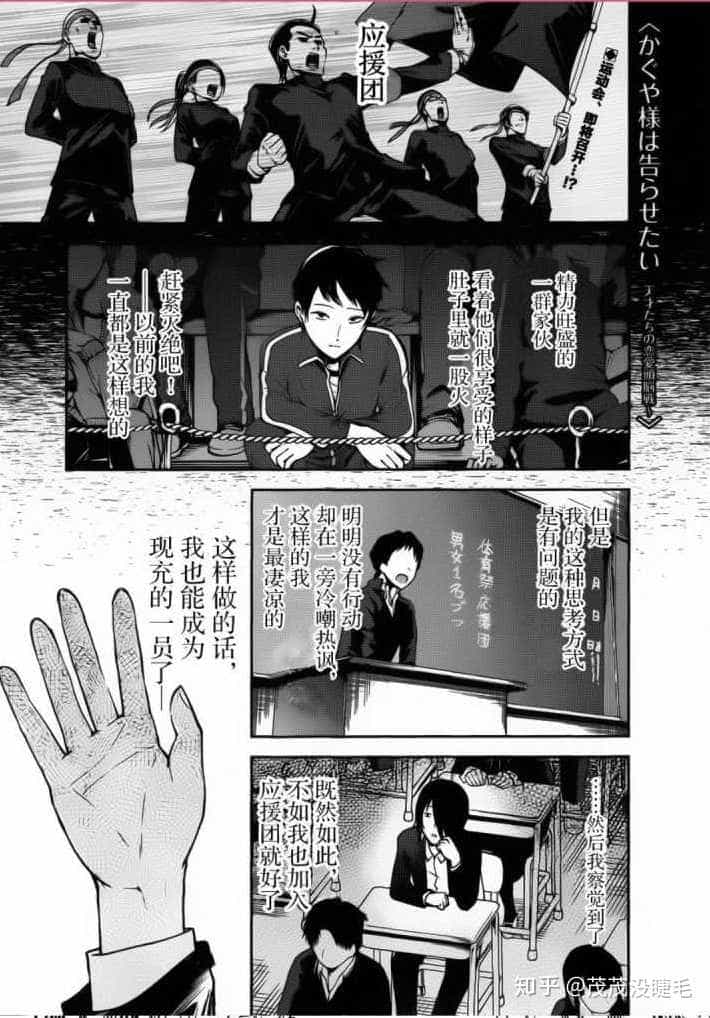 《かぐや様は告らせたい
天才たちの恋愛頭脳戦》
运动会、即将召开…!?
应援团
精力旺盛的
一群家伙
看着他们很享受的样子
肚子里就一股火
赶紧灭绝吧！
——以前的我
一直都是这样想的
但是
我的这种思考方式
是有问题的
体育祭応援団
男女1名ずつ
明明没有行动
却在一旁冷嘲热讽，
这样的我
才是最凄凉的
……然后我察觉到了
既然如此，
不如我也加入
应援团就好了
这样做的话，
我也能成为
现充的一员了—
知乎 @茂茂没睫毛